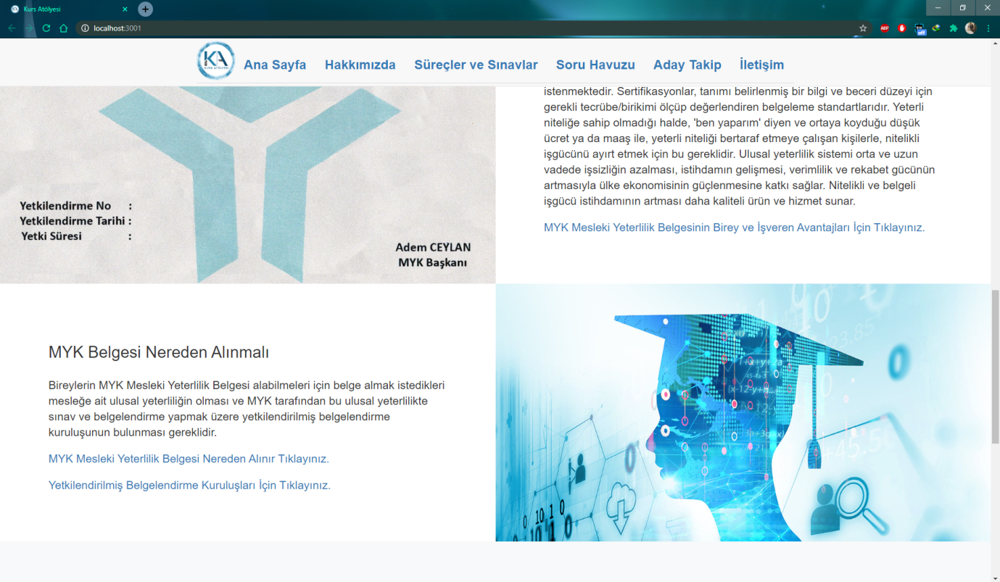 Kurs Atölyesi
localhost:3001
ABP
off
KA
KURS ATÖLYESİ
Ana Sayfa Hakkımızda Süreçler ve Sınavlar Soru Havuzu Aday Takip İletişim
Yetkilendirme No :
Yetkilendirme Tarihi :
Yetki Süresi :
Adem CEYLAN
MYK Başkanı
istenmektedir. Sertifikasyonlar, tanımı belirlenmiş bir bilgi ve beceri düzeyi için
gerekli tecrübe/birikimi ölçüp değerlendiren belgeleme standartlarıdır. Yeterli
niteliğe sahip olmadığı halde, 'ben yaparım' diyen ve ortaya koyduğu düşük
ücret ya da maaş ile, yeterli niteliği bertaraf etmeye çalışan kişilerle, nitelikli
işgücünü ayırt etmek için bu gereklidir. Ulusal yeterlilik sistemi orta ve uzun
vadede işsizliğin azalması, istihdamın gelişmesi, verimlilik ve rekabet gücünün
artmasıyla ülke ekonomisinin güçlenmesine katkı sağlar. Nitelikli ve belgeli
işgücü istihdamının artması daha kaliteli ürün ve hizmet sunar.
MYK Mesleki Yeterlilik Belgesinin Birey ve İşveren Avantajları İçin Tıklayınız.
MYK Belgesi Nereden Alınmalı
Bireylerin MYK Mesleki Yeterlilik Belgesi alabilmeleri için belge almak istedikleri
mesleğe ait ulusal yeterliliğin olması ve MYK tarafından bu ulusal yeterlilikte
sınav ve belgelendirme yapmak üzere yetkilendirilmiş belgelendirme
kuruluşunun bulunması gereklidir.
MYK Mesleki Yeterlilik Belgesi Nereden Alınır Tıklayınız.
Yetkilendirilmiş Belgelendirme Kuruluşları İçin Tıklayınız.